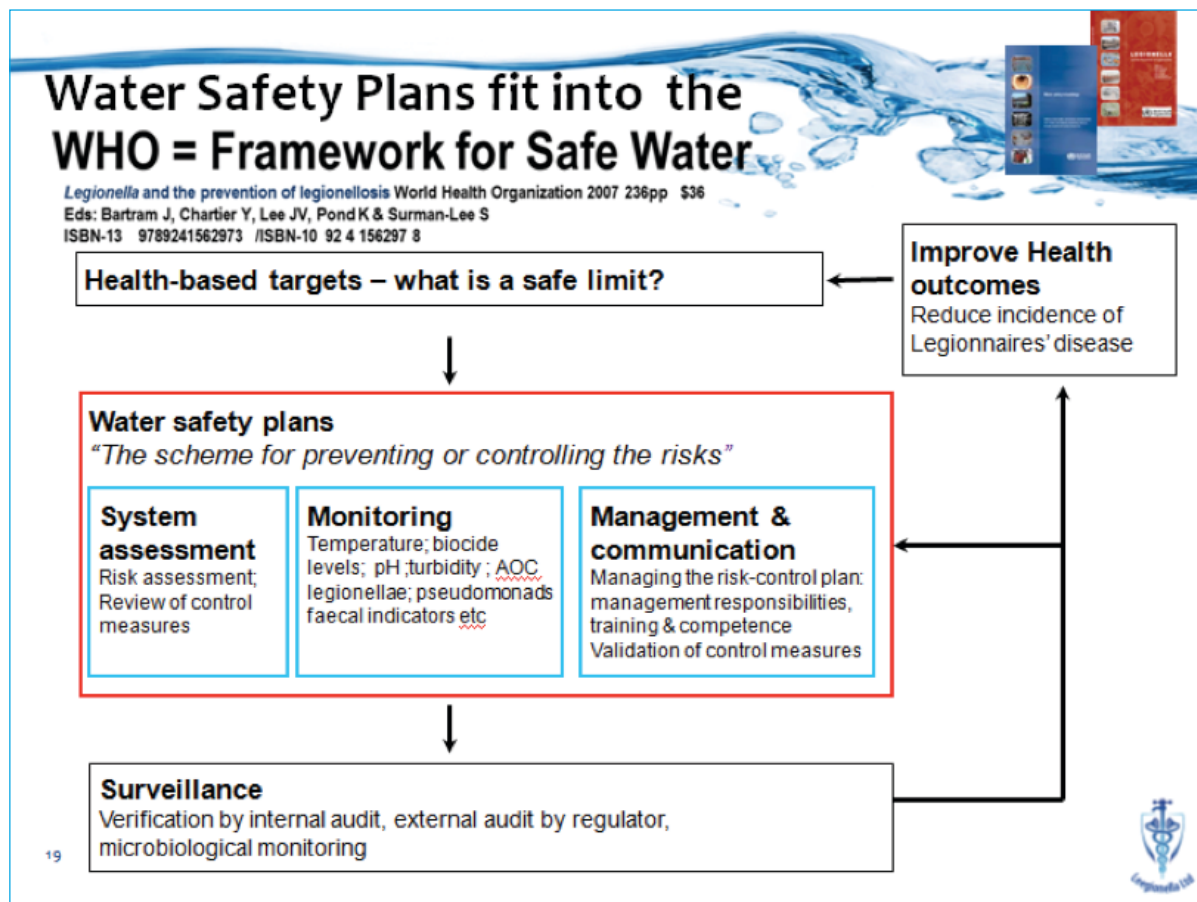 Water Safety Plans fit into the
WHO = Framework for Safe Water
Legionella and the prevention of legionellosis World Health Organization 2007 236pp $36
Eds: Bartram J, Chartier Y, Lee JV, Pond K & Surman-Lee S
ISBN-13 9789241562973 /ISBN-10 92 4 156297 8
LEGIONELLA
Health-based targets – what is a safe limit?
Improve Health
outcomes
Reduce incidence of
Legionnaires' disease
Water safety plans
“The scheme for preventing or controlling the risks”
System
assessment
Risk assessment;
Review of control
measures
Monitoring
Temperature; biocide
levels; pH ;turbidity ; AOC
legionellae; pseudomonads
faecal indicators etc
Management &
communication
Managing the risk-control plan:
management responsibilities,
training & competence
Validation of control measures
Surveillance
Verification by internal audit, external audit by regulator,
microbiological monitoring
19
Leegionella Ltd